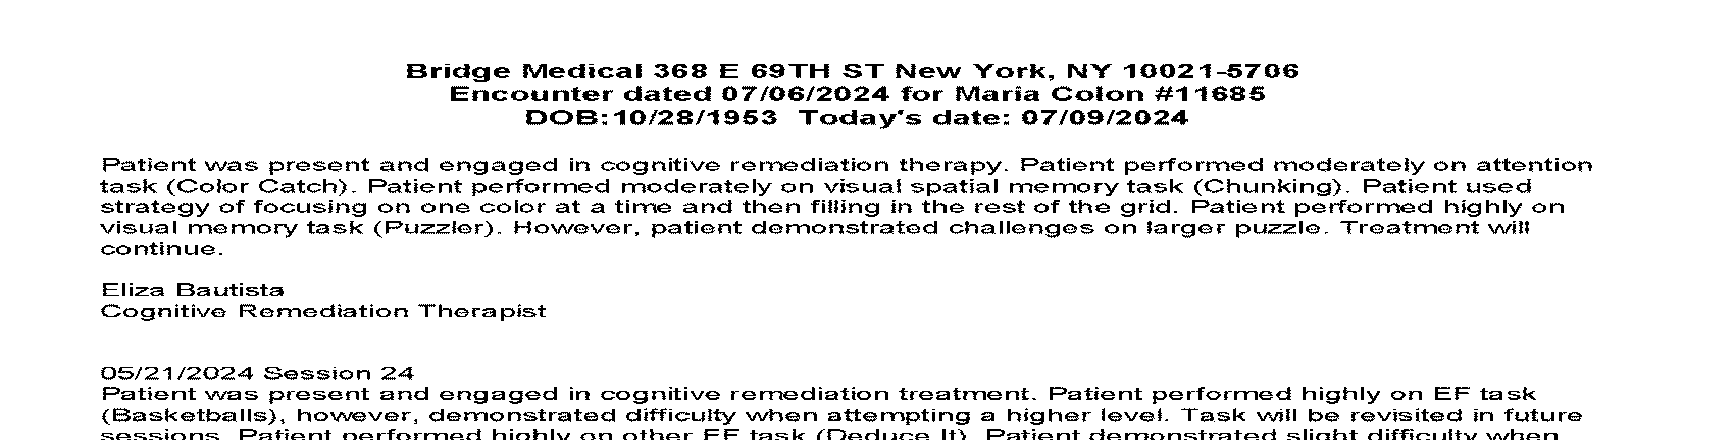 Bridge Medical 368 E 69TH ST New York, NY 10021-5706
Encounter dated 07/06/2024 for Maria Colon #11685
DOB:10/28/1953 Today's date: 07/09/2024
Patient was present and engaged in cognitive remediation therapy. Patient performed moderately on attention
task (Color Catch). Patient performed moderately on visual spatial memory task (Chunking). Patient used
strategy of focusing on one color at a time and then filling in the rest of the grid. Patient performed highly on
visual memory task (Puzzler). However, patient demonstrated challenges on larger puzzle. Treatment will
continue.
Eliza Bautista
Cognitive Remediation Therapist
05/21/2024 Session 24
Patient was present and engaged in cognitive remediation treatment. Patient performed highly on EF task
(Basketballs), however, demonstrated difficulty when attempting a higher level. Task will be revisited in future
sessions. Patient performed highly on other EF task (Deduce It). Patient demonstrated slight difficulty when